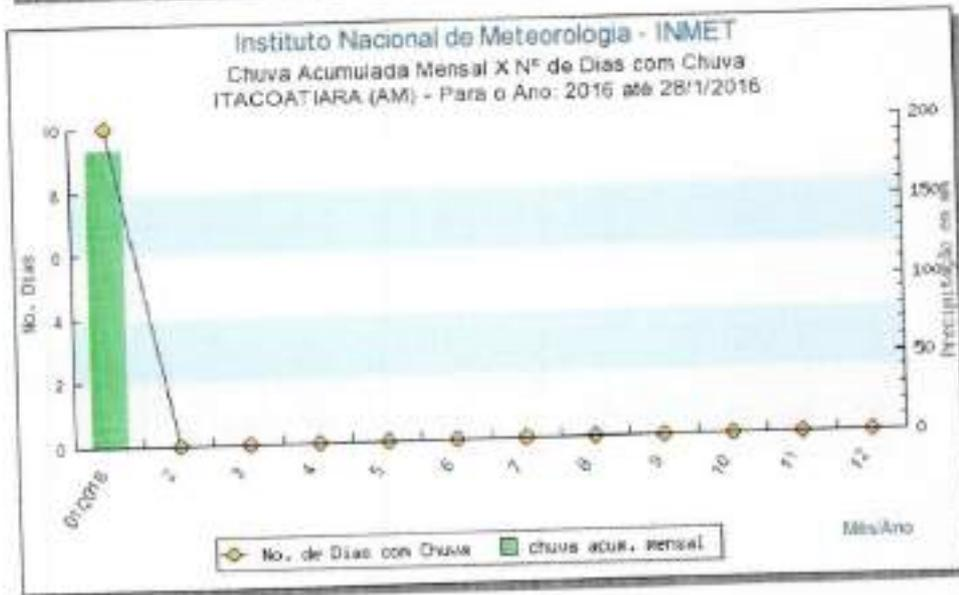 Instituto Nacional de Meteorologia - INMET
Chuva Acumulada Mensal X Nº de Dias com Chuva
ITACOATIARA (AM) - Para o Ano: 2016 até 28/1/2016
No. Dias
10
8
6
4
2
0
200
150
100
50
0
Precipitação em mm
01/2016 2 3 4 5 6 7 8 9 10 11 12
Mês/Ano
No. de Dias com Chuva chuva acum. mensal